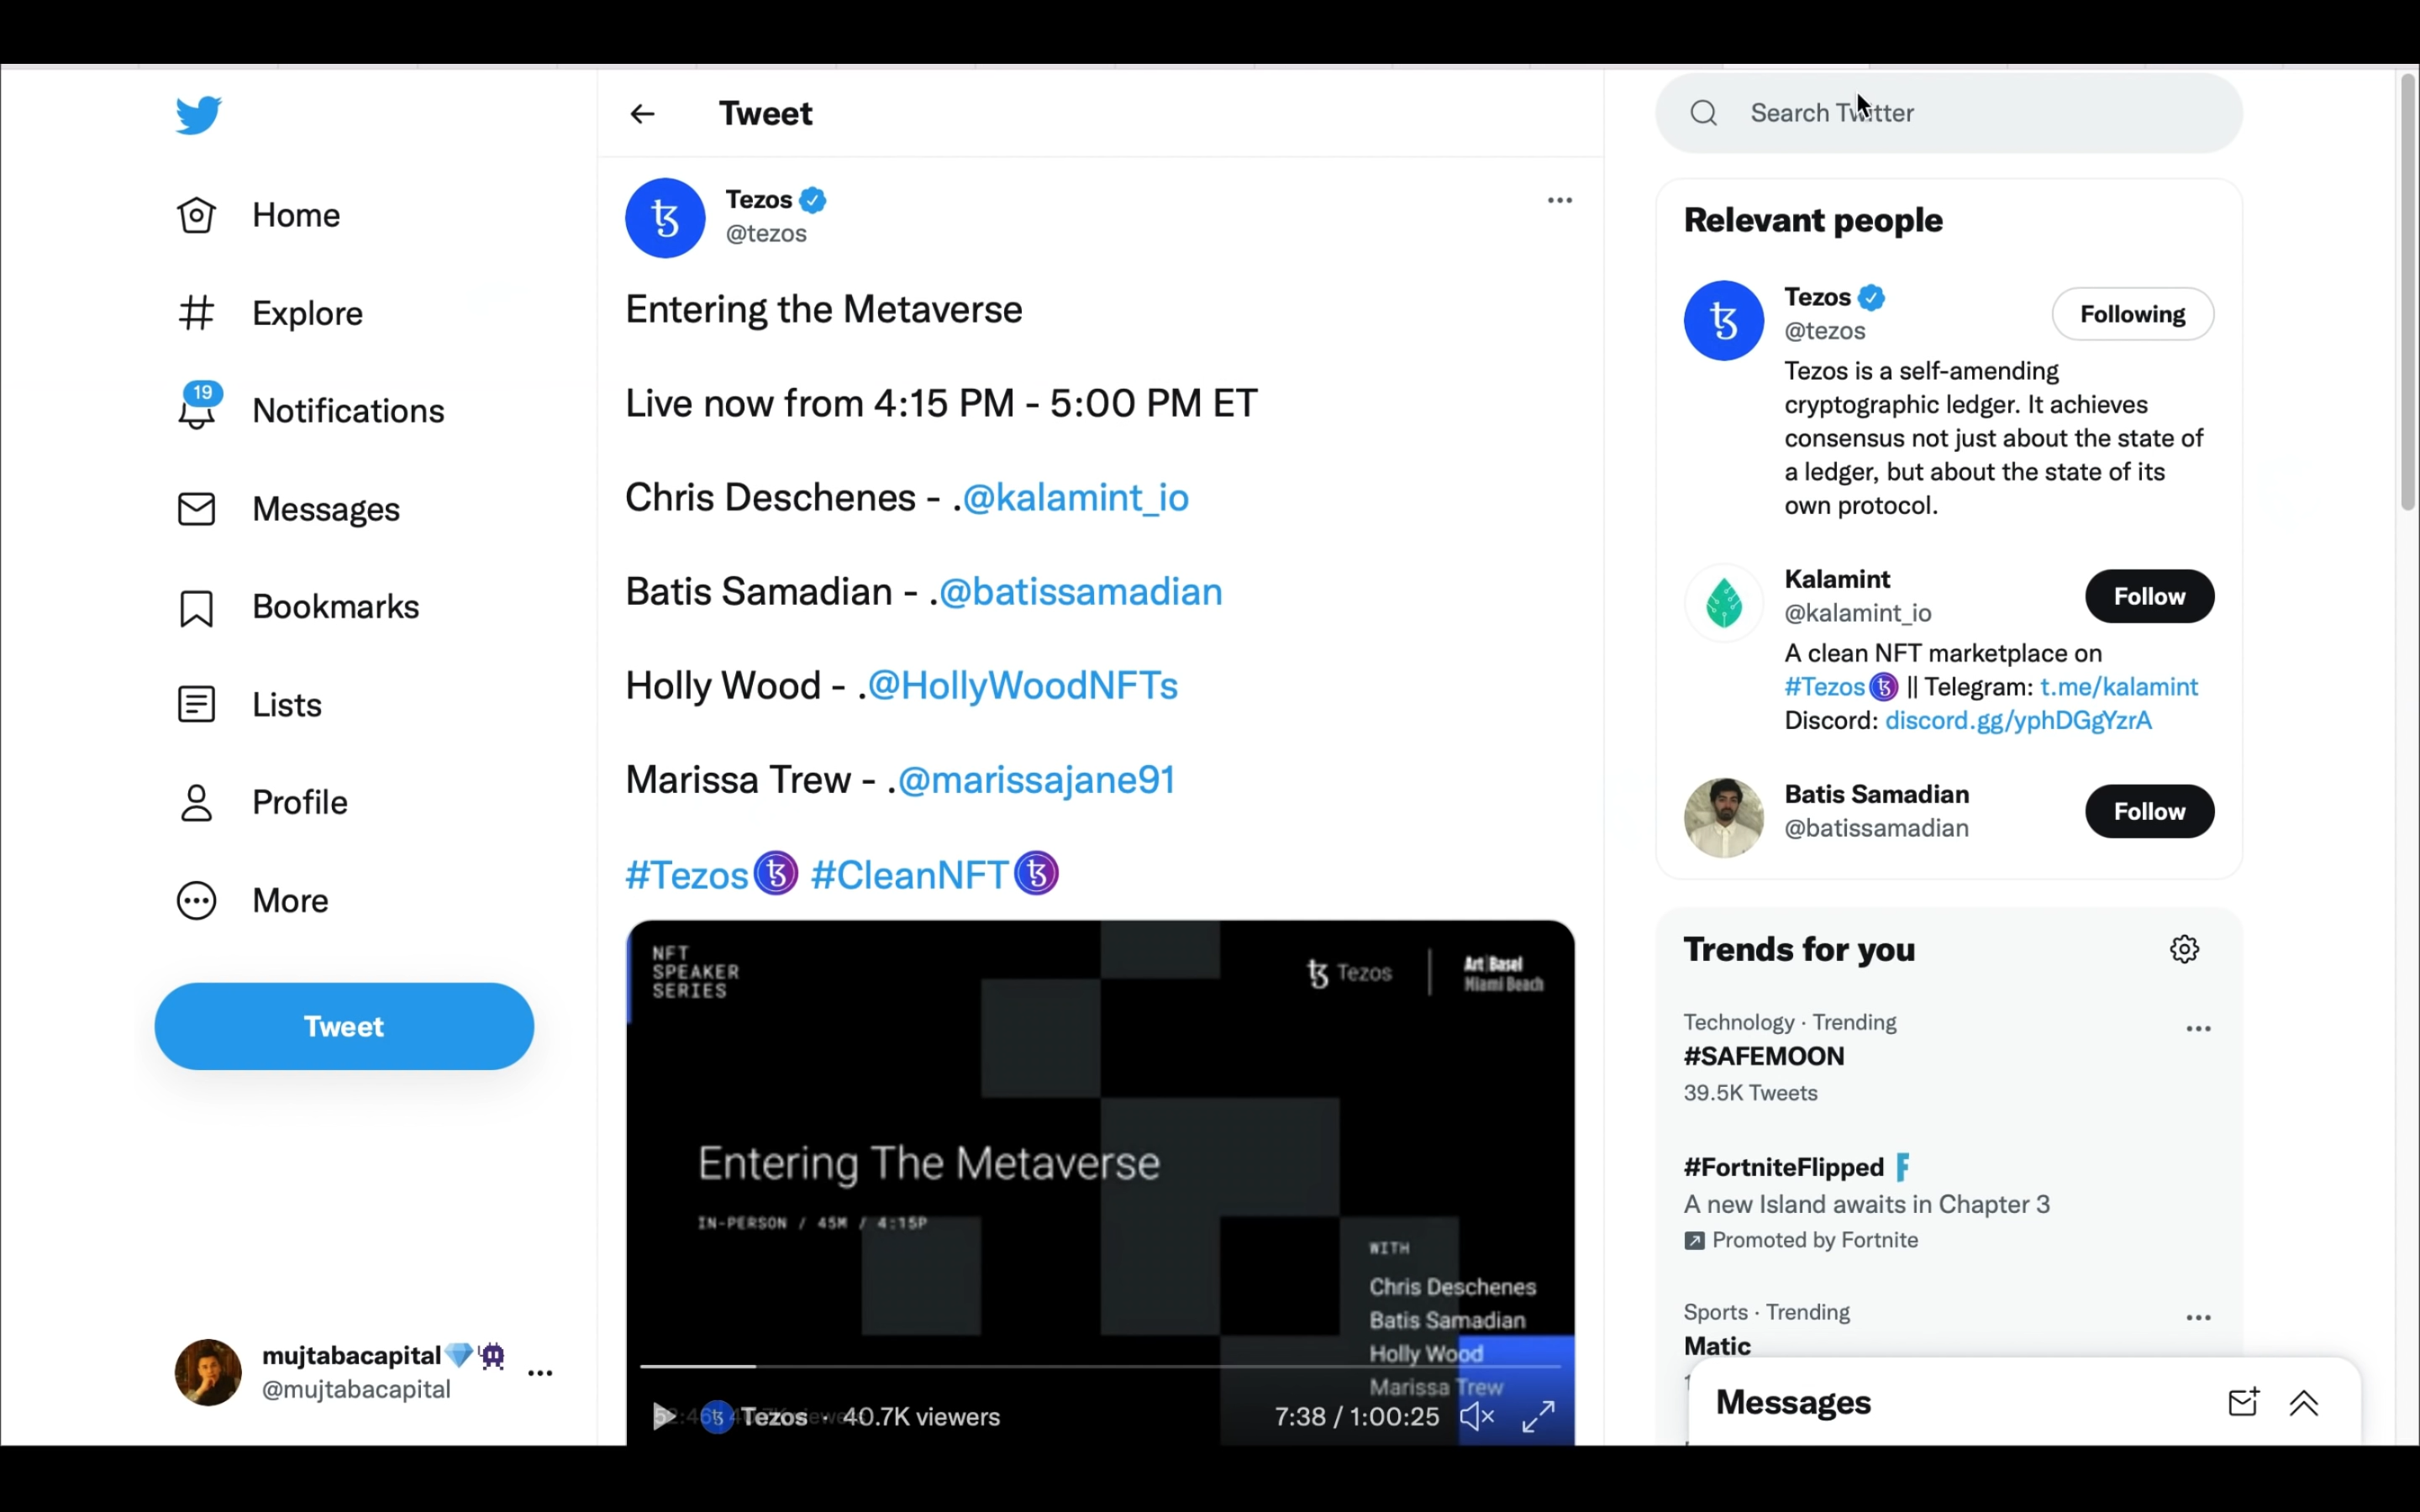 Home
Explore
19
Notifications
Messages
Bookmarks
Lists
Profile
More
Tweet
mujtabacapital
@mujtabacapital
Tweet
Tezos
@tezos
Entering the Metaverse
Live now from 4:15 PM - 5:00 PM ET
Chris Deschenes - .@kalamint_io
Batis Samadian - .@batissamadian
Holly Wood - .@HollyWoodNFTs
Marissa Trew - .@marissajane91
#Tezos #CleanNFT
NFT
SPEAKER
SERIES
Tezos
Art Basel
Miami Beach
Entering The Metaverse
IN-PERSON / 45M / 4:15P
WITH
Chris Deschenes
Batis Samadian
Holly Wood
Marissa Trew
Tezos · 40.7K viewers
7:38 / 1:00:25
Search Twitter
Relevant people
Tezos
@tezos
Following
Tezos is a self-amending
cryptographic ledger. It achieves
consensus not just about the state of
a ledger, but about the state of its
own protocol.
Kalamint
@kalamint_io
Follow
A clean NFT marketplace on
#Tezos || Telegram: t.me/kalamint
Discord: discord.gg/yphDGgYzrA
Batis Samadian
@batissamadian
Follow
Trends for you
Technology · Trending
#SAFEMOON
39.5K Tweets
#FortniteFlipped
A new Island awaits in Chapter 3
Promoted by Fortnite
Sports · Trending
Matic
Messages